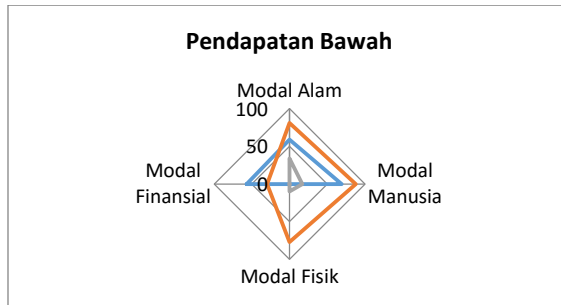 Pendapatan Bawah
Modal Alam
100
50
0
Modal
Finansial
Modal
Manusia
Modal Fisik